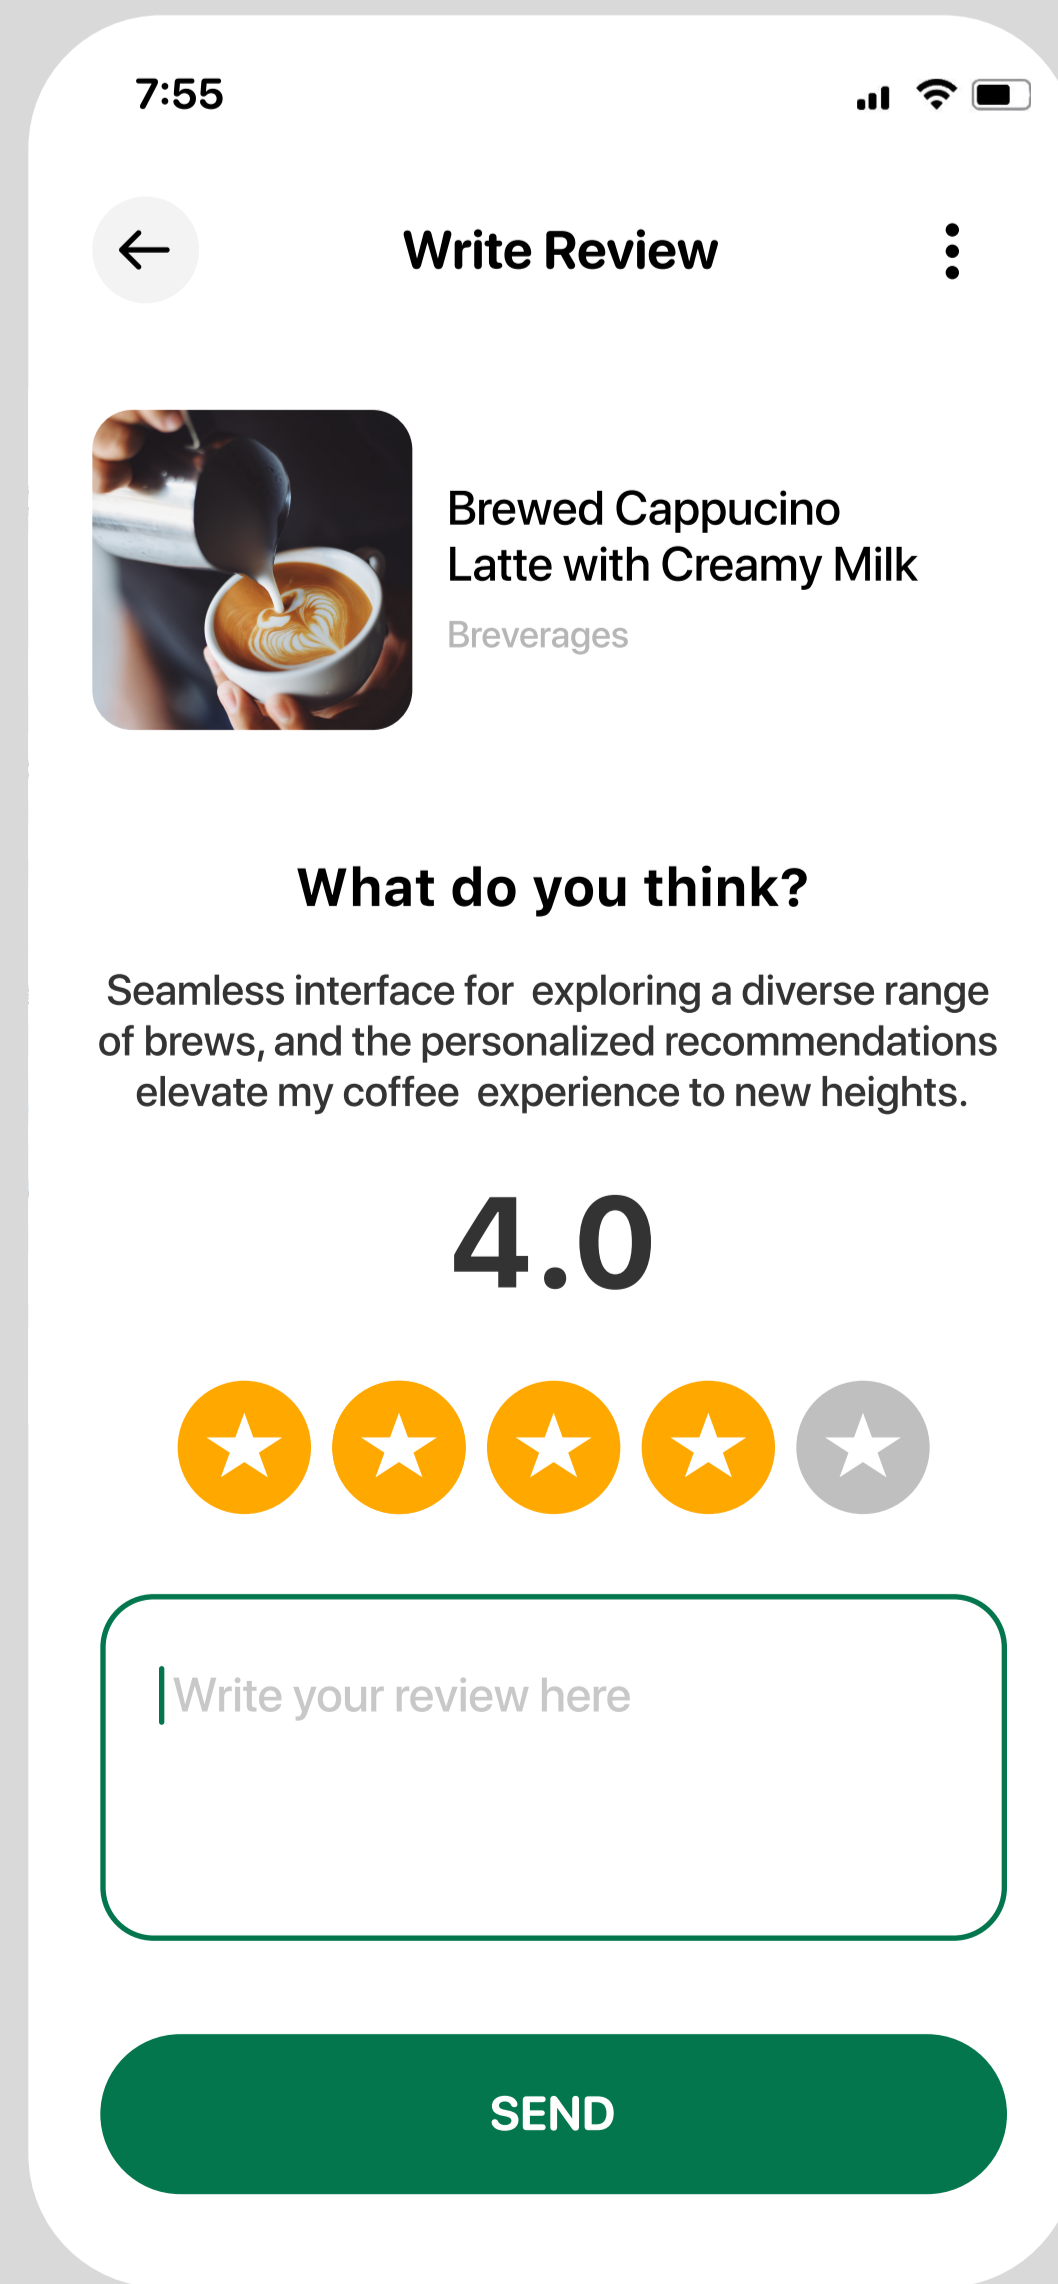 7:55
Write Review
Brewed Cappucino
Latte with Creamy Milk
Breverages
What do you think?
Seamless interface for  exploring a diverse range
of brews, and the personalized recommendations
elevate my coffee  experience to new heights.
4.0
Write your review here
SEND